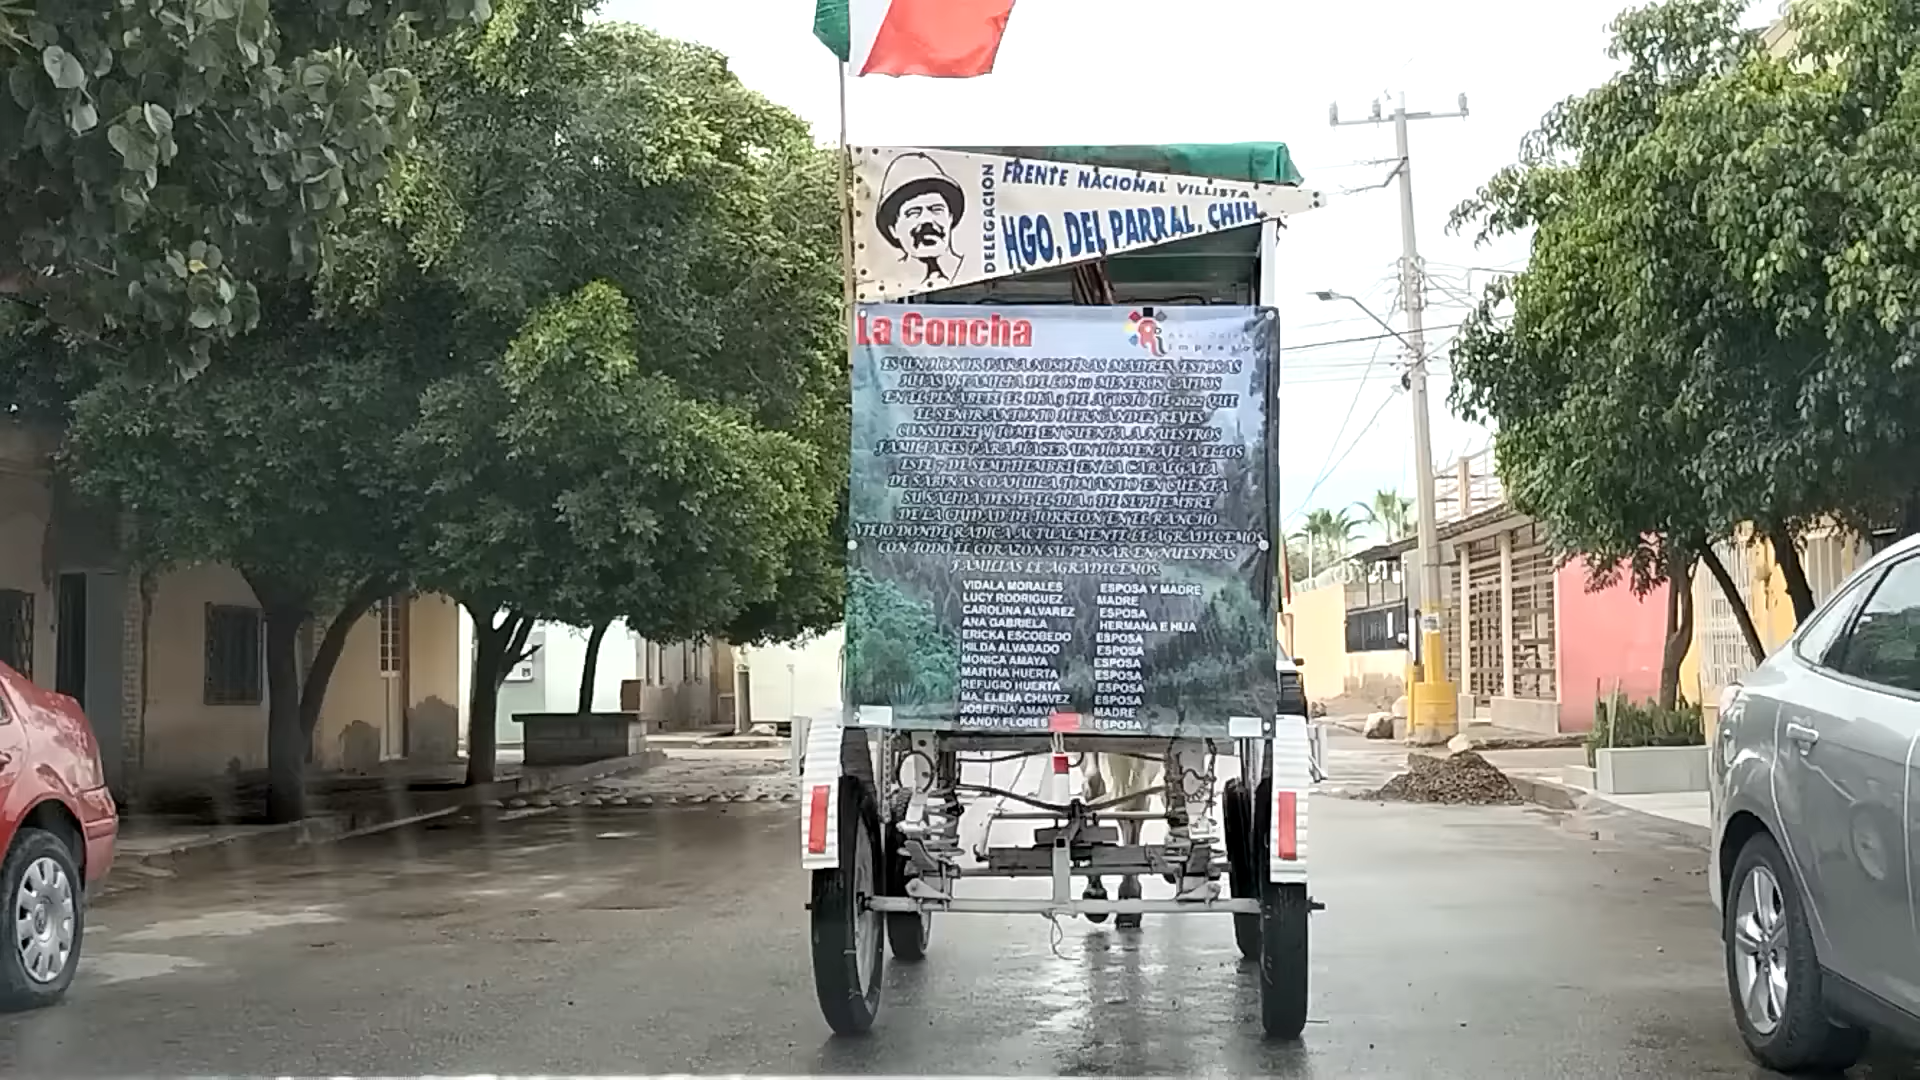 DELEGACION
FRENTE NACIONAL VILLISTA
HGO. DEL PARRAL, CHIH.
La Concha
impreso
ES UN HONOR PARA NOSOTRAS MADRES, ESPOSAS
HIJAS Y FAMILIA DE LOS 10 MINEROS CAIDOS
EN EL PINABETE EL DIA 3 DE AGOSTO DE 2022 QUE
EL SEÑOR ANTONIO HERNANDEZ REYES
CONSIDERE Y TOME EN CUENTA A NUESTROS
FAMILIARES PARA HACER UN HOMENAJE A ELLOS
ESTE 7 DE SEMPTIEMBRE EN LA CABALGATA
DE SABINAS COAHUILA TOMANDO EN CUENTA
SU SALIDA DESDE EL DIA 1 DE SEPTIEMBRE
DE LA CIUDAD DE TORREON EN EL RANCHO
DONDE RADICA ACTUALMENTE LE AGRADECEMOS
CON TODO EL CORAZON SU PENSAR EN NUESTRAS
FAMILIAS LE AGRADECEMOS.
VIDALA MORALES ESPOSA Y MADRE
LUCY RODRIGUEZ MADRE
CAROLINA ALVAREZ ESPOSA
ANA GABRIELA HERMANA E HIJA
ERICKA ESCOBEDO ESPOSA
HILDA ALVARADO ESPOSA
MONICA AMAYA ESPOSA
MARTHA HUERTA ESPOSA
REFUGIO HUERTA ESPOSA
MA. ELENA CHAVEZ ESPOSA
JOSEFINA AMAYA MADRE
KANDY FLORES ESPOSA